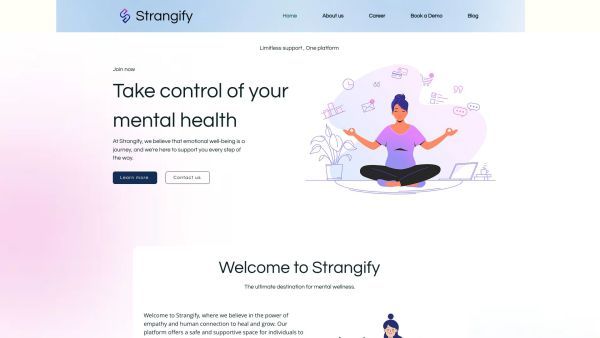 Strangify
Home About us Career Book a Demo Blog
Limitless support, One platform
Join now
Take control of your
mental health
At Strangify, we believe that emotional well-being is a
journey, and we're here to support you every step of
the way.
Learn more Contact us
Welcome to Strangify
The ultimate destination for mental wellness.
Welcome to Strangify, where we believe in the power of
empathy and human connection to heal and grow. Our
platform offers a safe and supportive space for individuals to